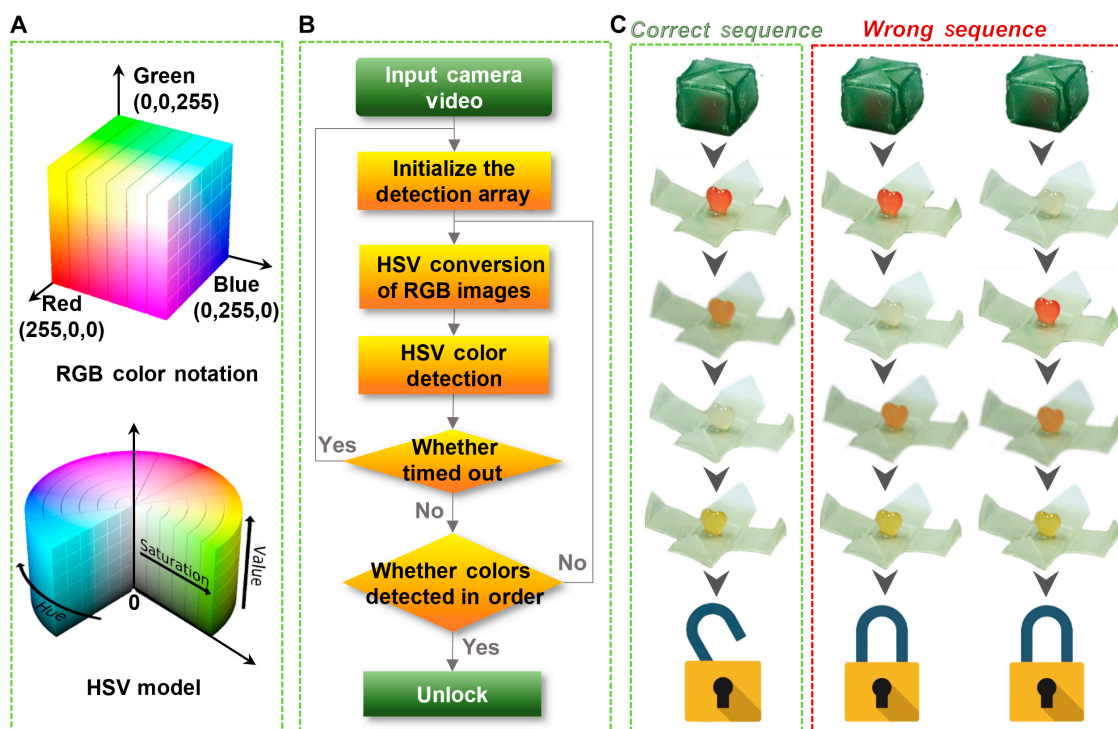 A
Green
(0,0,255)
Blue
(0,255,0)
Red
(255,0,0)
RGB color notation
Saturation
Value
Hue
0
HSV model
B
Input camera
video
Initialize the
detection array
HSV conversion
of RGB images
HSV color
detection
Yes
Whether
timed out
No
Whether colors
detected in order
No
Yes
Unlock
C
Correct sequence
Wrong sequence